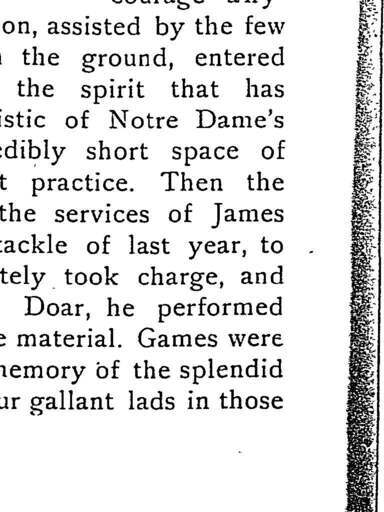 courage any
on, assisted by the few
the ground, entered
the spirit that has
istic of Notre Dame's
edibly short space of
t practice. Then the
the services of James
tackle of last year, to
tely took charge, and
Doar, he performed
e material. Games were
memory of the splendid
ur gallant lads in those